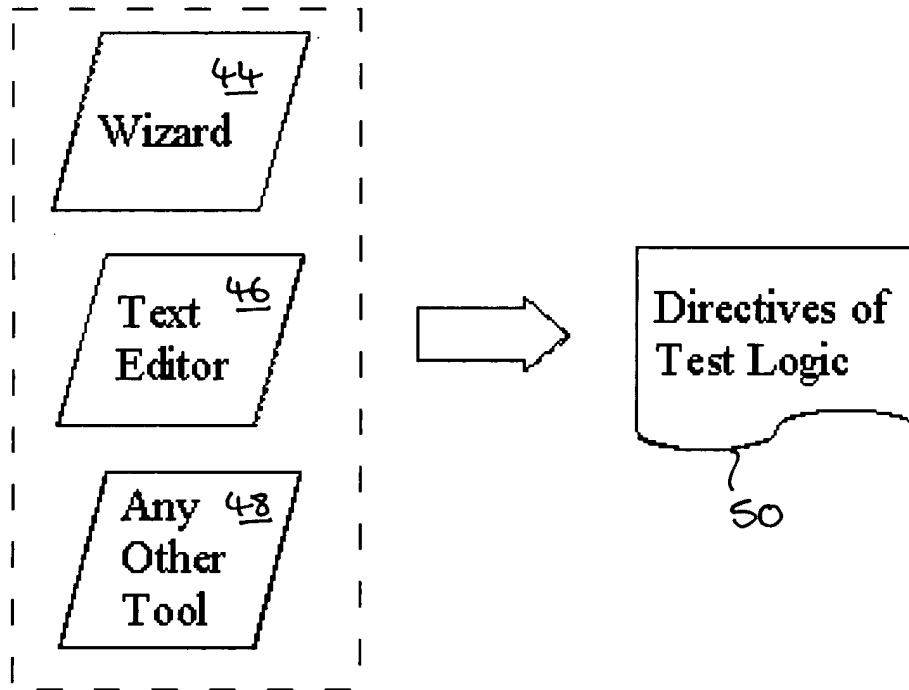 44
Wizard
46
Text
Editor
Any 48
Other
Tool
Directives of
Test Logic
50